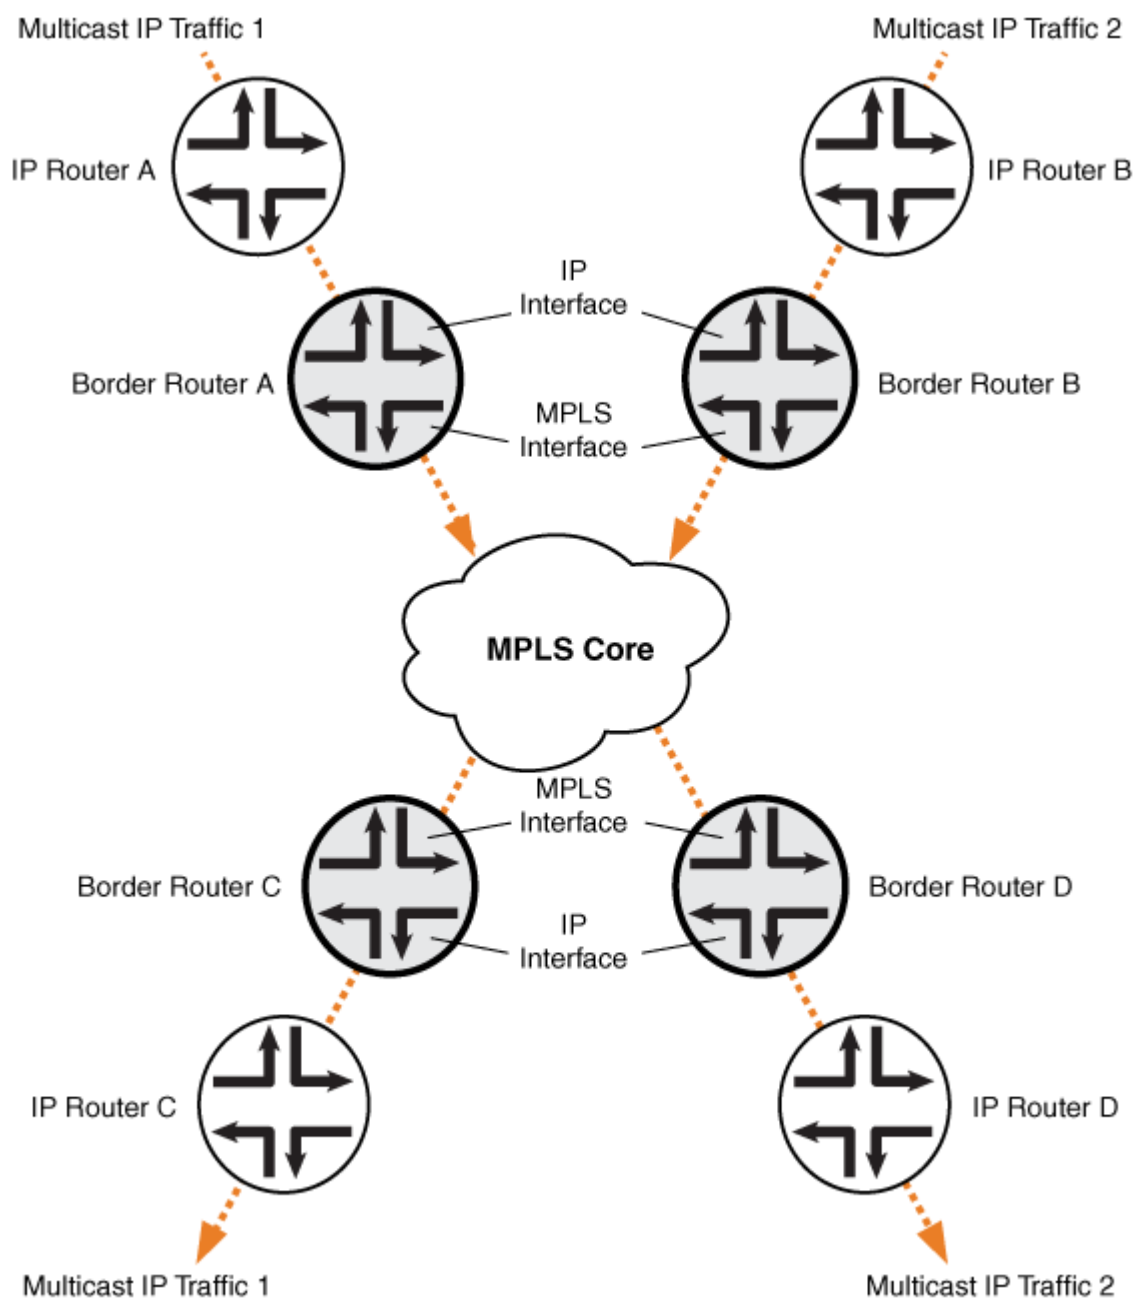 Multicast IP Traffic 1
Multicast IP Traffic 2
IP Router A
IP Router B
IP
Interface
Border Router A
Border Router B
MPLS
Interface
MPLS Core
MPLS
Interface
Border Router C
Border Router D
IP
Interface
IP Router C
IP Router D
Multicast IP Traffic 1
Multicast IP Traffic 2